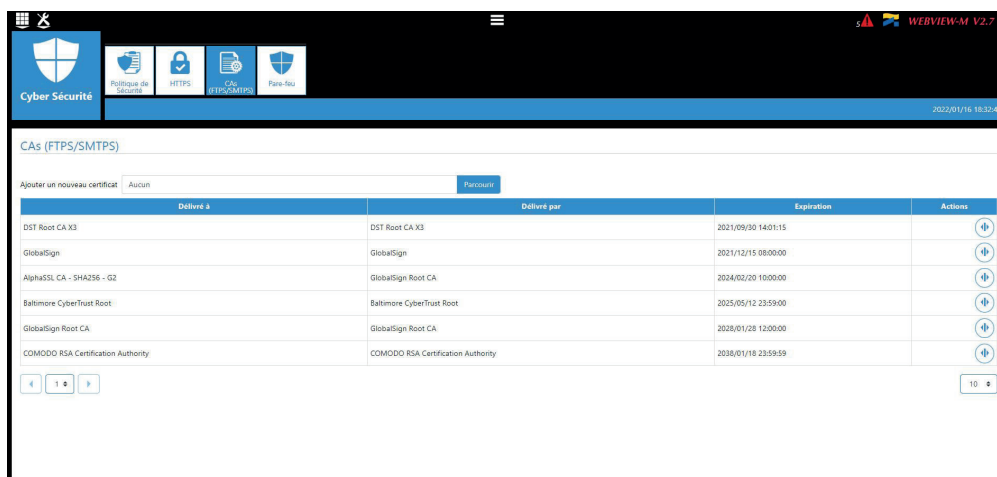 S
WEBVIEW-M V2.7
Cyber Sécurité
Politique de Sécurité
HTTPS
CAs (FTPS/SMTPS)
Pare-feu
2022/01/16 18:32:4
CAs (FTPS/SMTPS)
Ajouter un nouveau certificat Aucun Parcourir
Délivré à Délivré par Expiration Actions
DST Root CA X3 DST Root CA X3 2021/09/30 14:01:15
GlobalSign GlobalSign 2021/12/15 08:00:00
AlphaSSL CA - SHA256 - G2 GlobalSign Root CA 2024/02/20 10:00:00
Baltimore CyberTrust Root Baltimore CyberTrust Root 2025/05/12 23:59:00
GlobalSign Root CA GlobalSign Root CA 2028/01/28 12:00:00
COMODO RSA Certification Authority COMODO RSA Certification Authority 2038/01/18 23:59:59
1 10